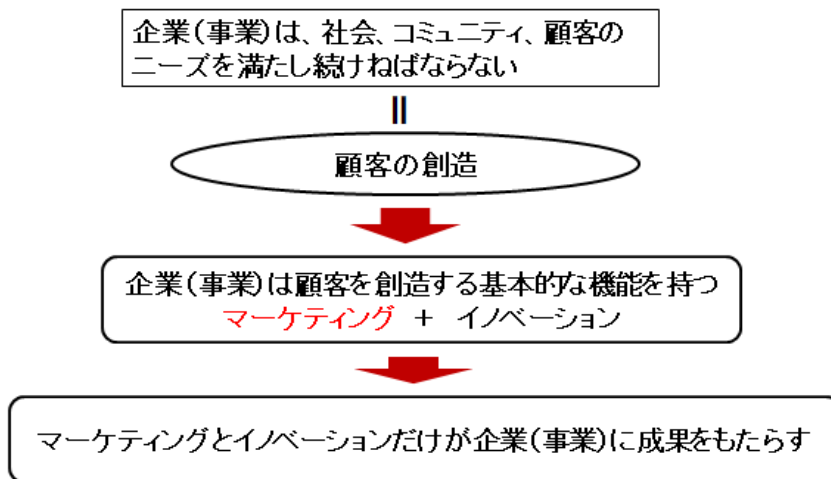 企業(事業)は、社会、コミュニティ、顧客の
ニーズを満たし続けねばならない
=
顧客の創造
企業(事業)は顧客を創造する基本的な機能を持つ
マーケティング + イノベーション
マーケティングとイノベーションだけが企業(事業)に成果をもたらす